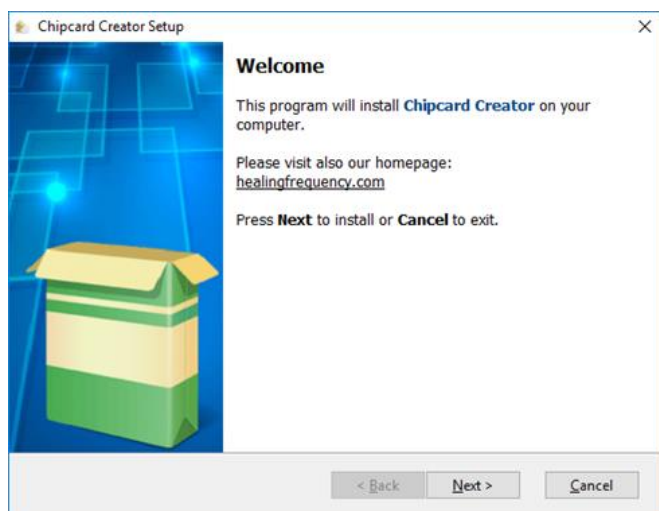 Chipcard Creator Setup
Welcome
This program will install Chipcard Creator on your
computer.
Please visit also our homepage:
healingfrequency.com
Press Next to install or Cancel to exit.
< Back Next > Cancel